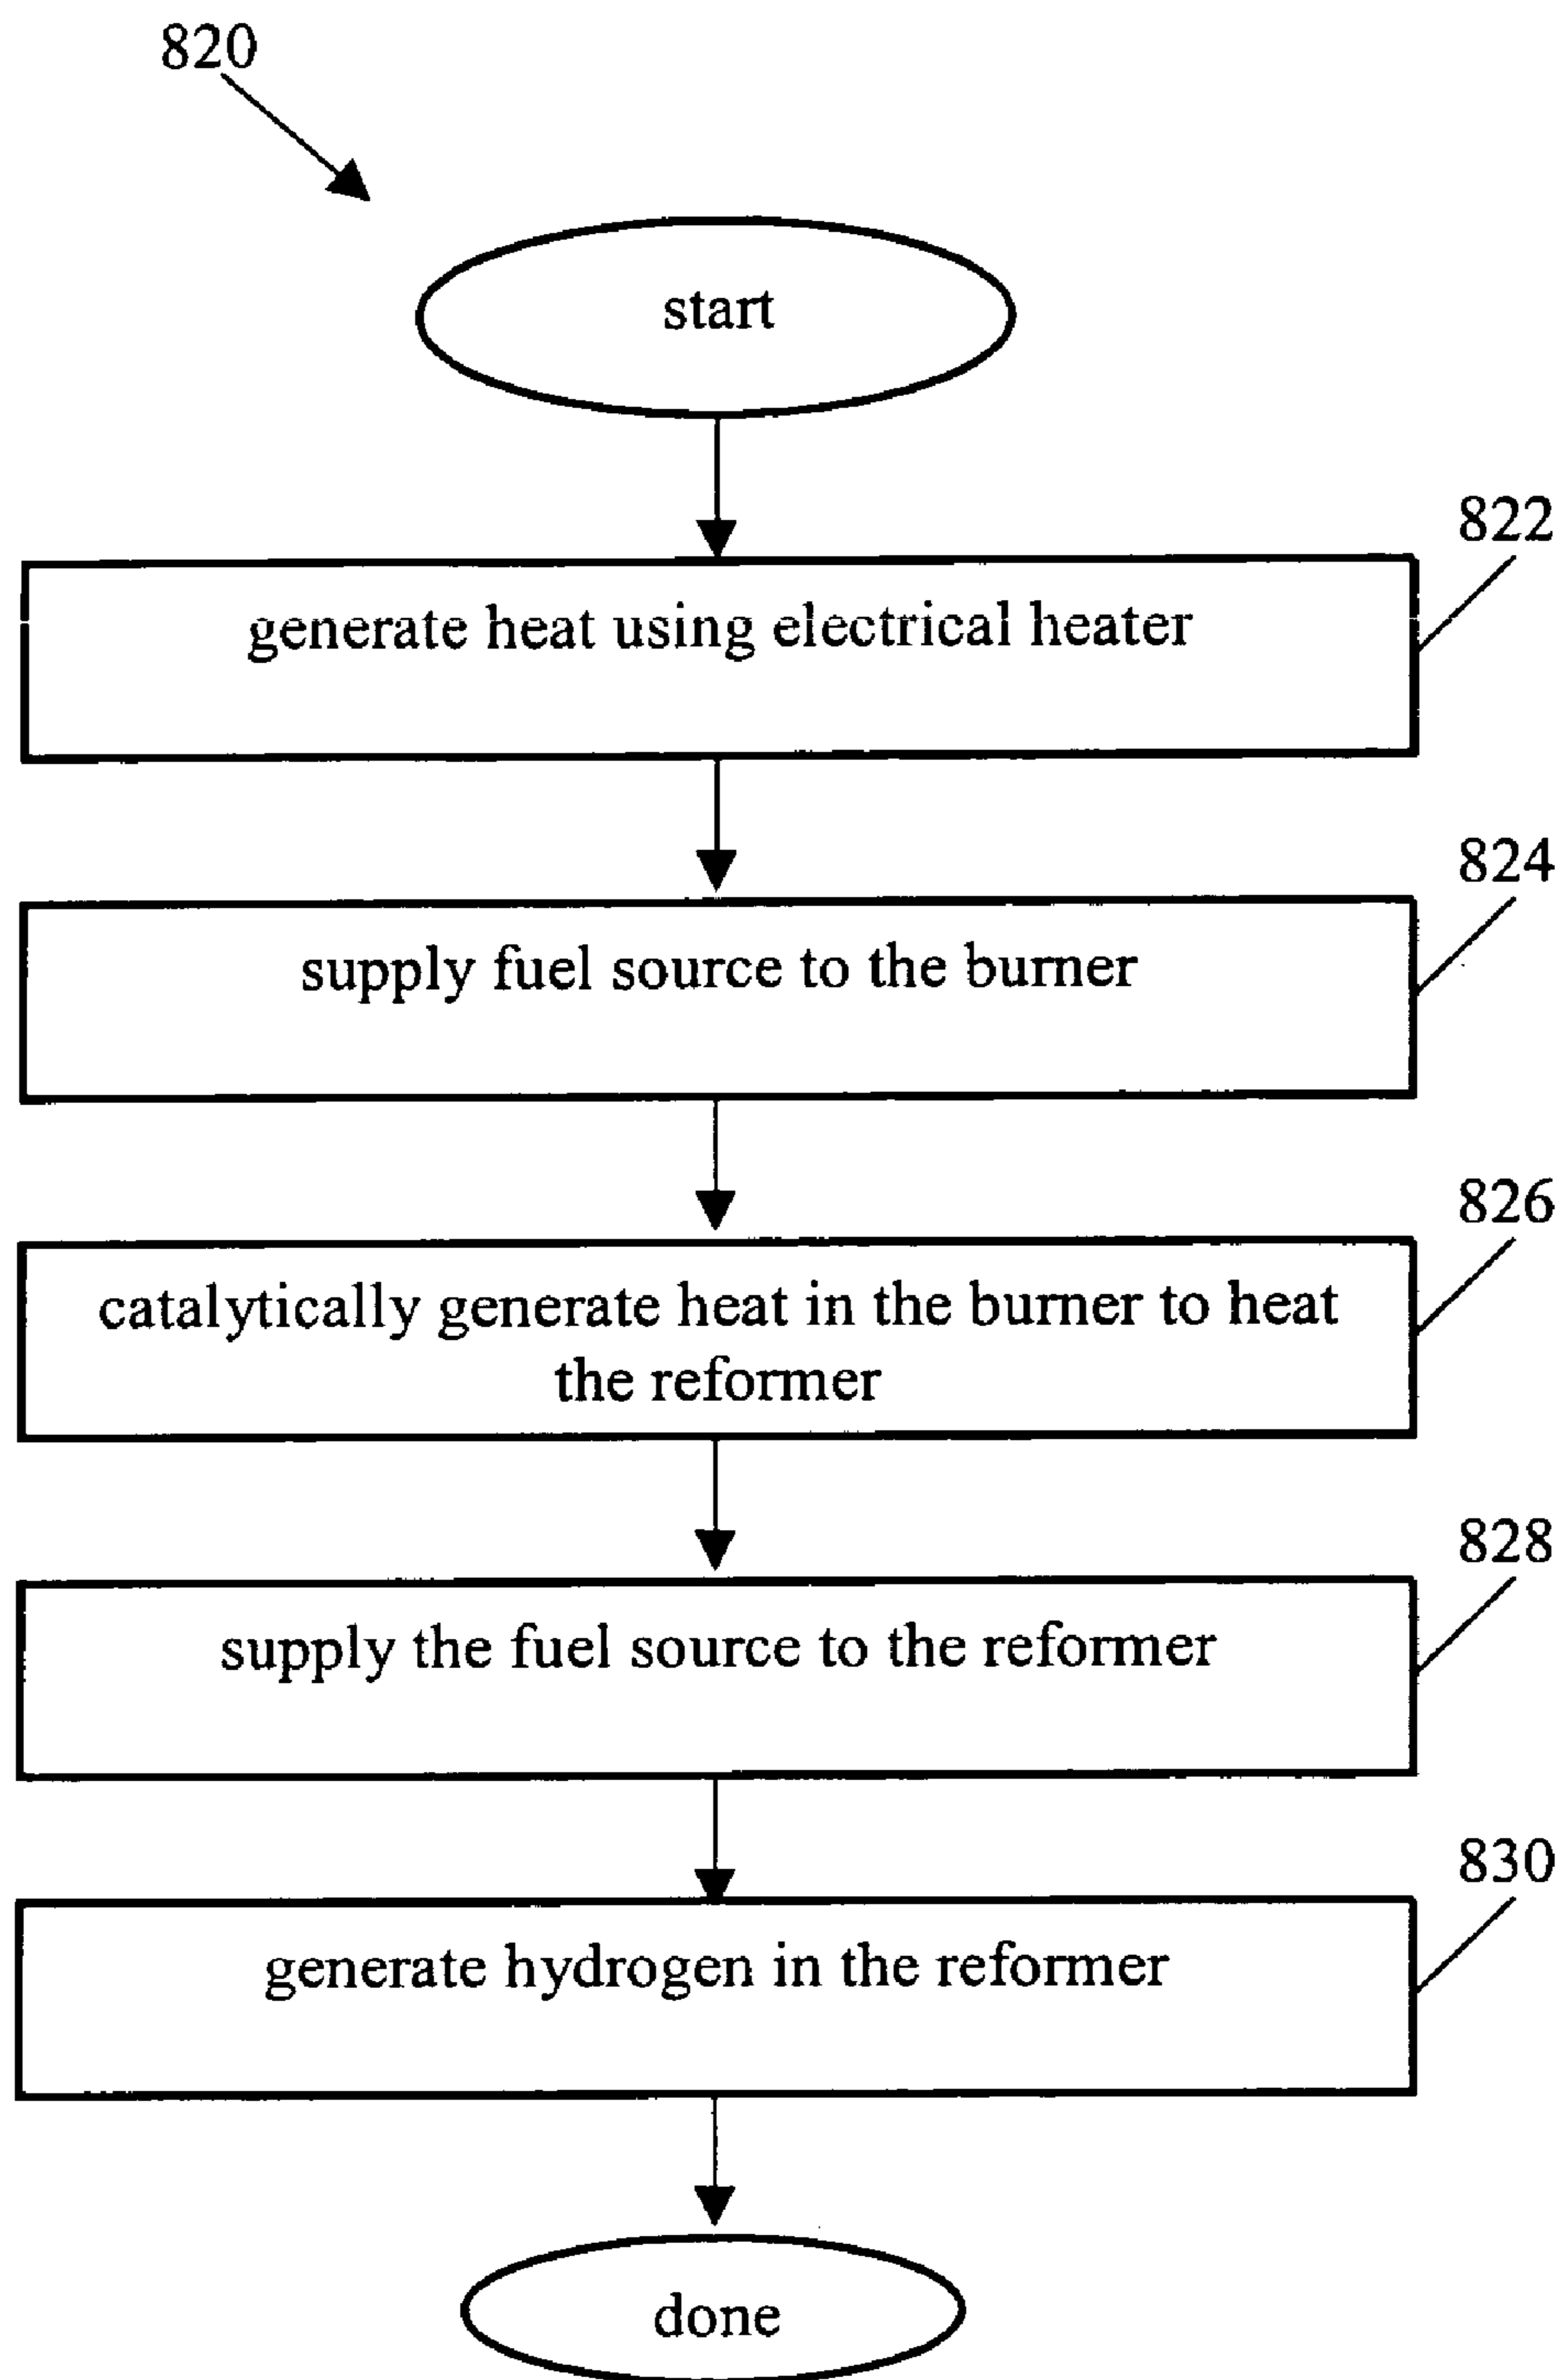 820
start
822
generate heat using electrical heater
824
supply fuel source to the burner
826
catalytically generate heat in the burner to heat
the reformer
828
supply the fuel source to the reformer
830
generate hydrogen in the reformer
done